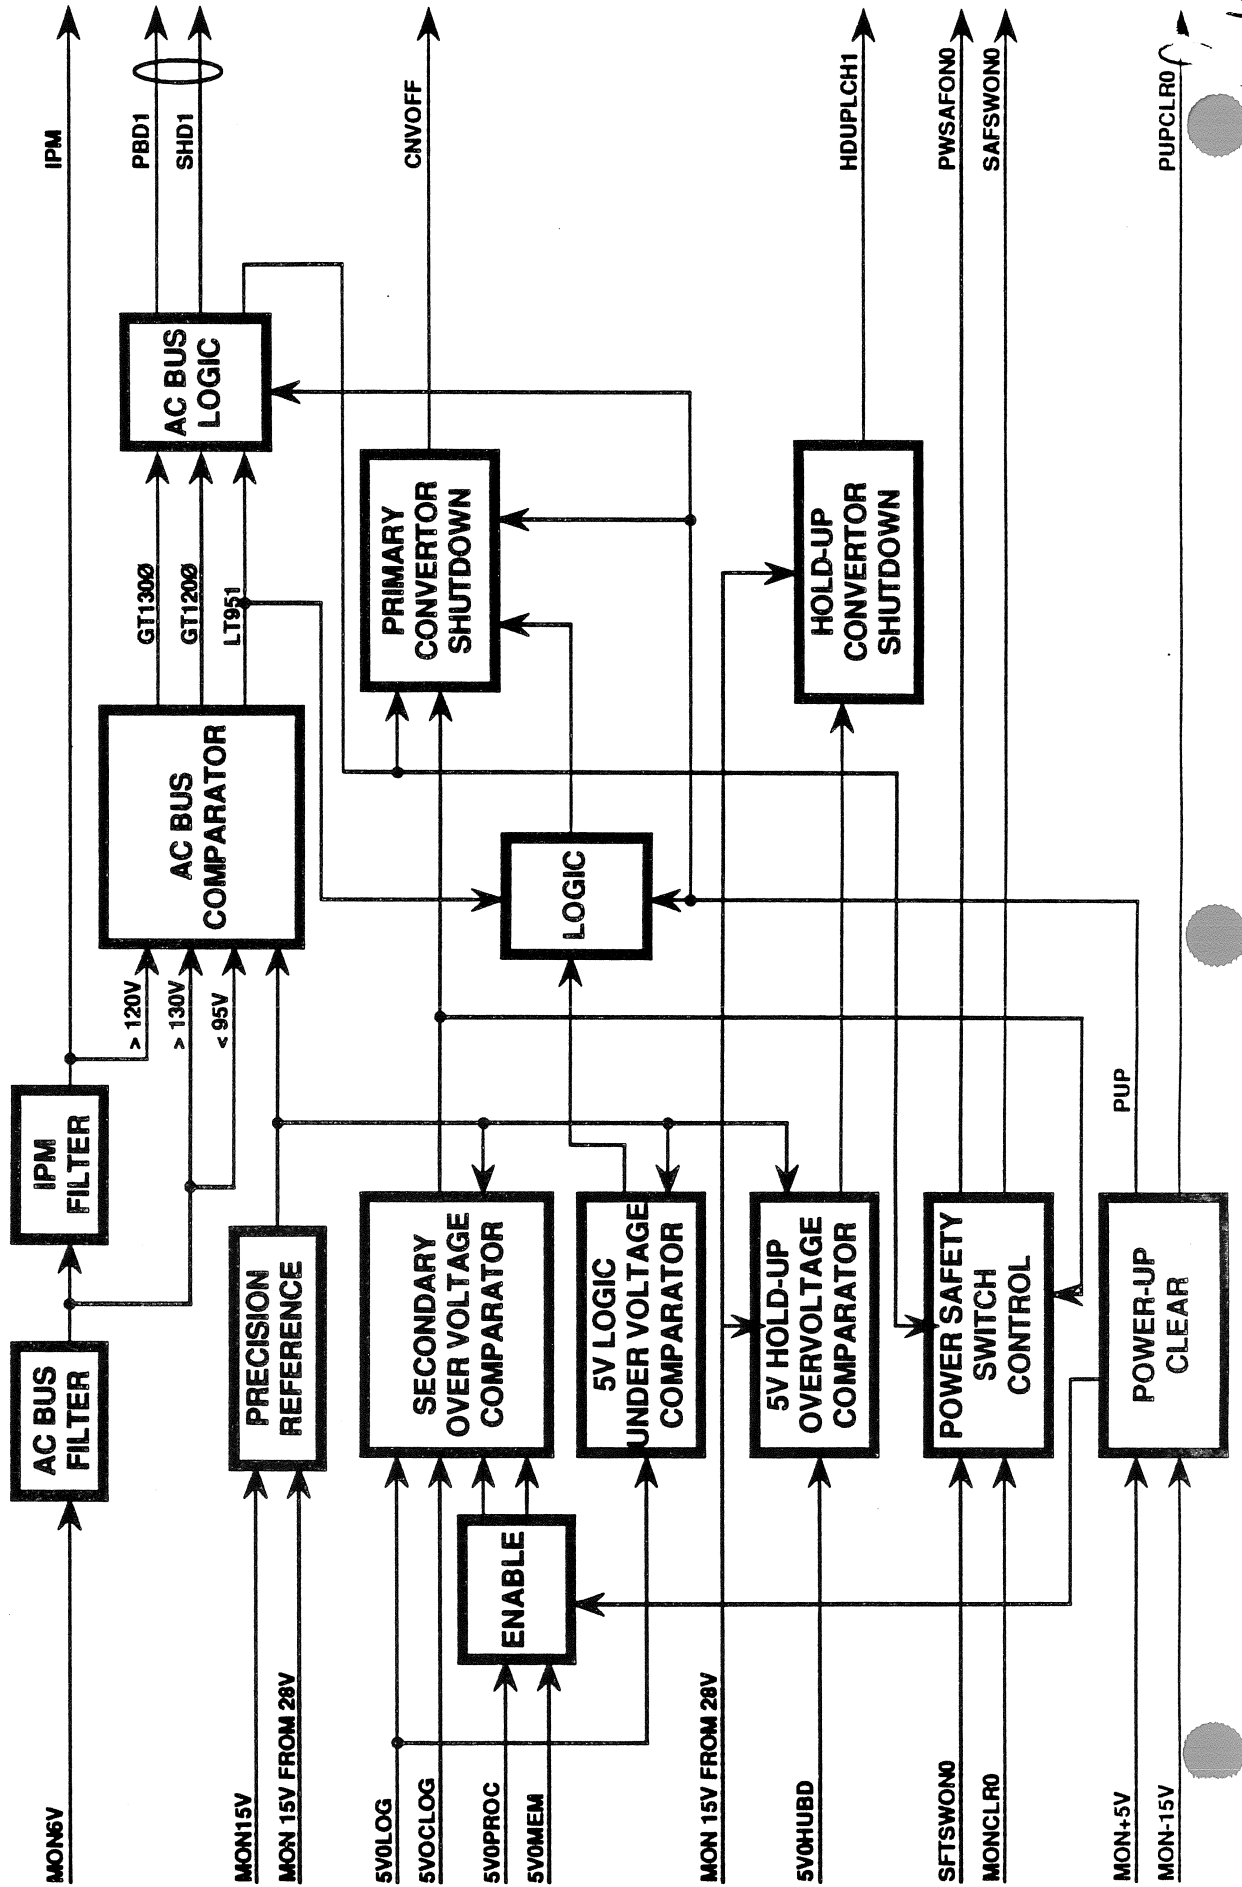 MON6V
MON15V
MON 15V FROM 28V
5V0LOG
5VOCLOG
5V0PROC
5V0MEM
MON 15V FROM 28V
5V0HUBD
SFTSWON0
MONCLR0
MON+5V
MON-15V
AC BUS
FILTER
IPM
FILTER
PRECISION
REFERENCE
ENABLE
SECONDARY
OVER VOLTAGE
COMPARATOR
5V LOGIC
UNDER VOLTAGE
COMPARATOR
5V HOLD-UP
OVERVOLTAGE
COMPARATOR
POWER SAFETY
SWITCH
CONTROL
POWER-UP
CLEAR
> 120V
> 130V
< 95V
PUP
AC BUS
COMPARATOR
LOGIC
GT130Ø
GT120Ø
LT951
PRIMARY
CONVERTOR
SHUTDOWN
HOLD-UP
CONVERTOR
SHUTDOWN
AC BUS
LOGIC
IPM
PBD1
SHD1
CNVOFF
HDUPLCH1
PWSAFON0
SAFSWON0
PUPCLR0